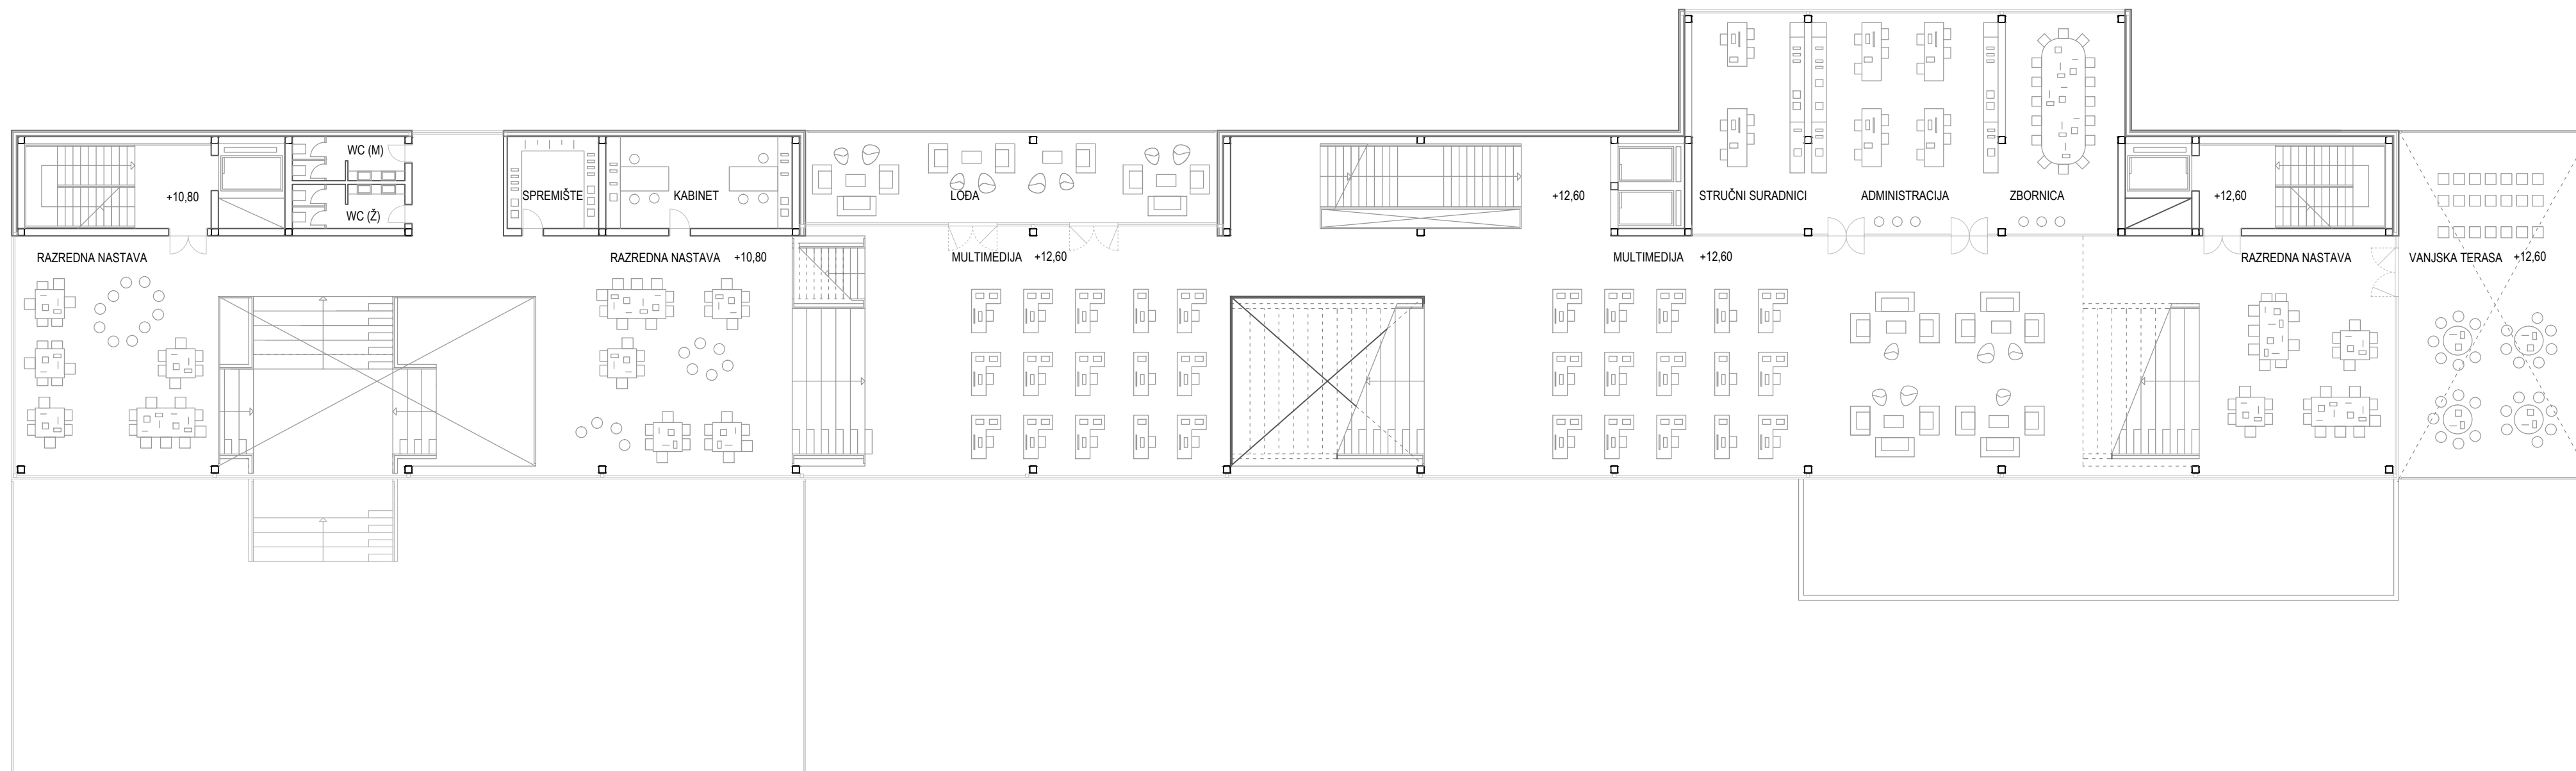 WC (M)
+10,80
SPREMIŠTE
KABINET
LOĐA
+12,60
STRUČNI SURADNICI
ADMINISTRACIJA
ZBORNICA
+12,60
WC (Ž)
RAZREDNA NASTAVA
RAZREDNA NASTAVA +10,80
MULTIMEDIJA +12,60
MULTIMEDIJA +12,60
RAZREDNA NASTAVA
VANJSKA TERASA +12,60